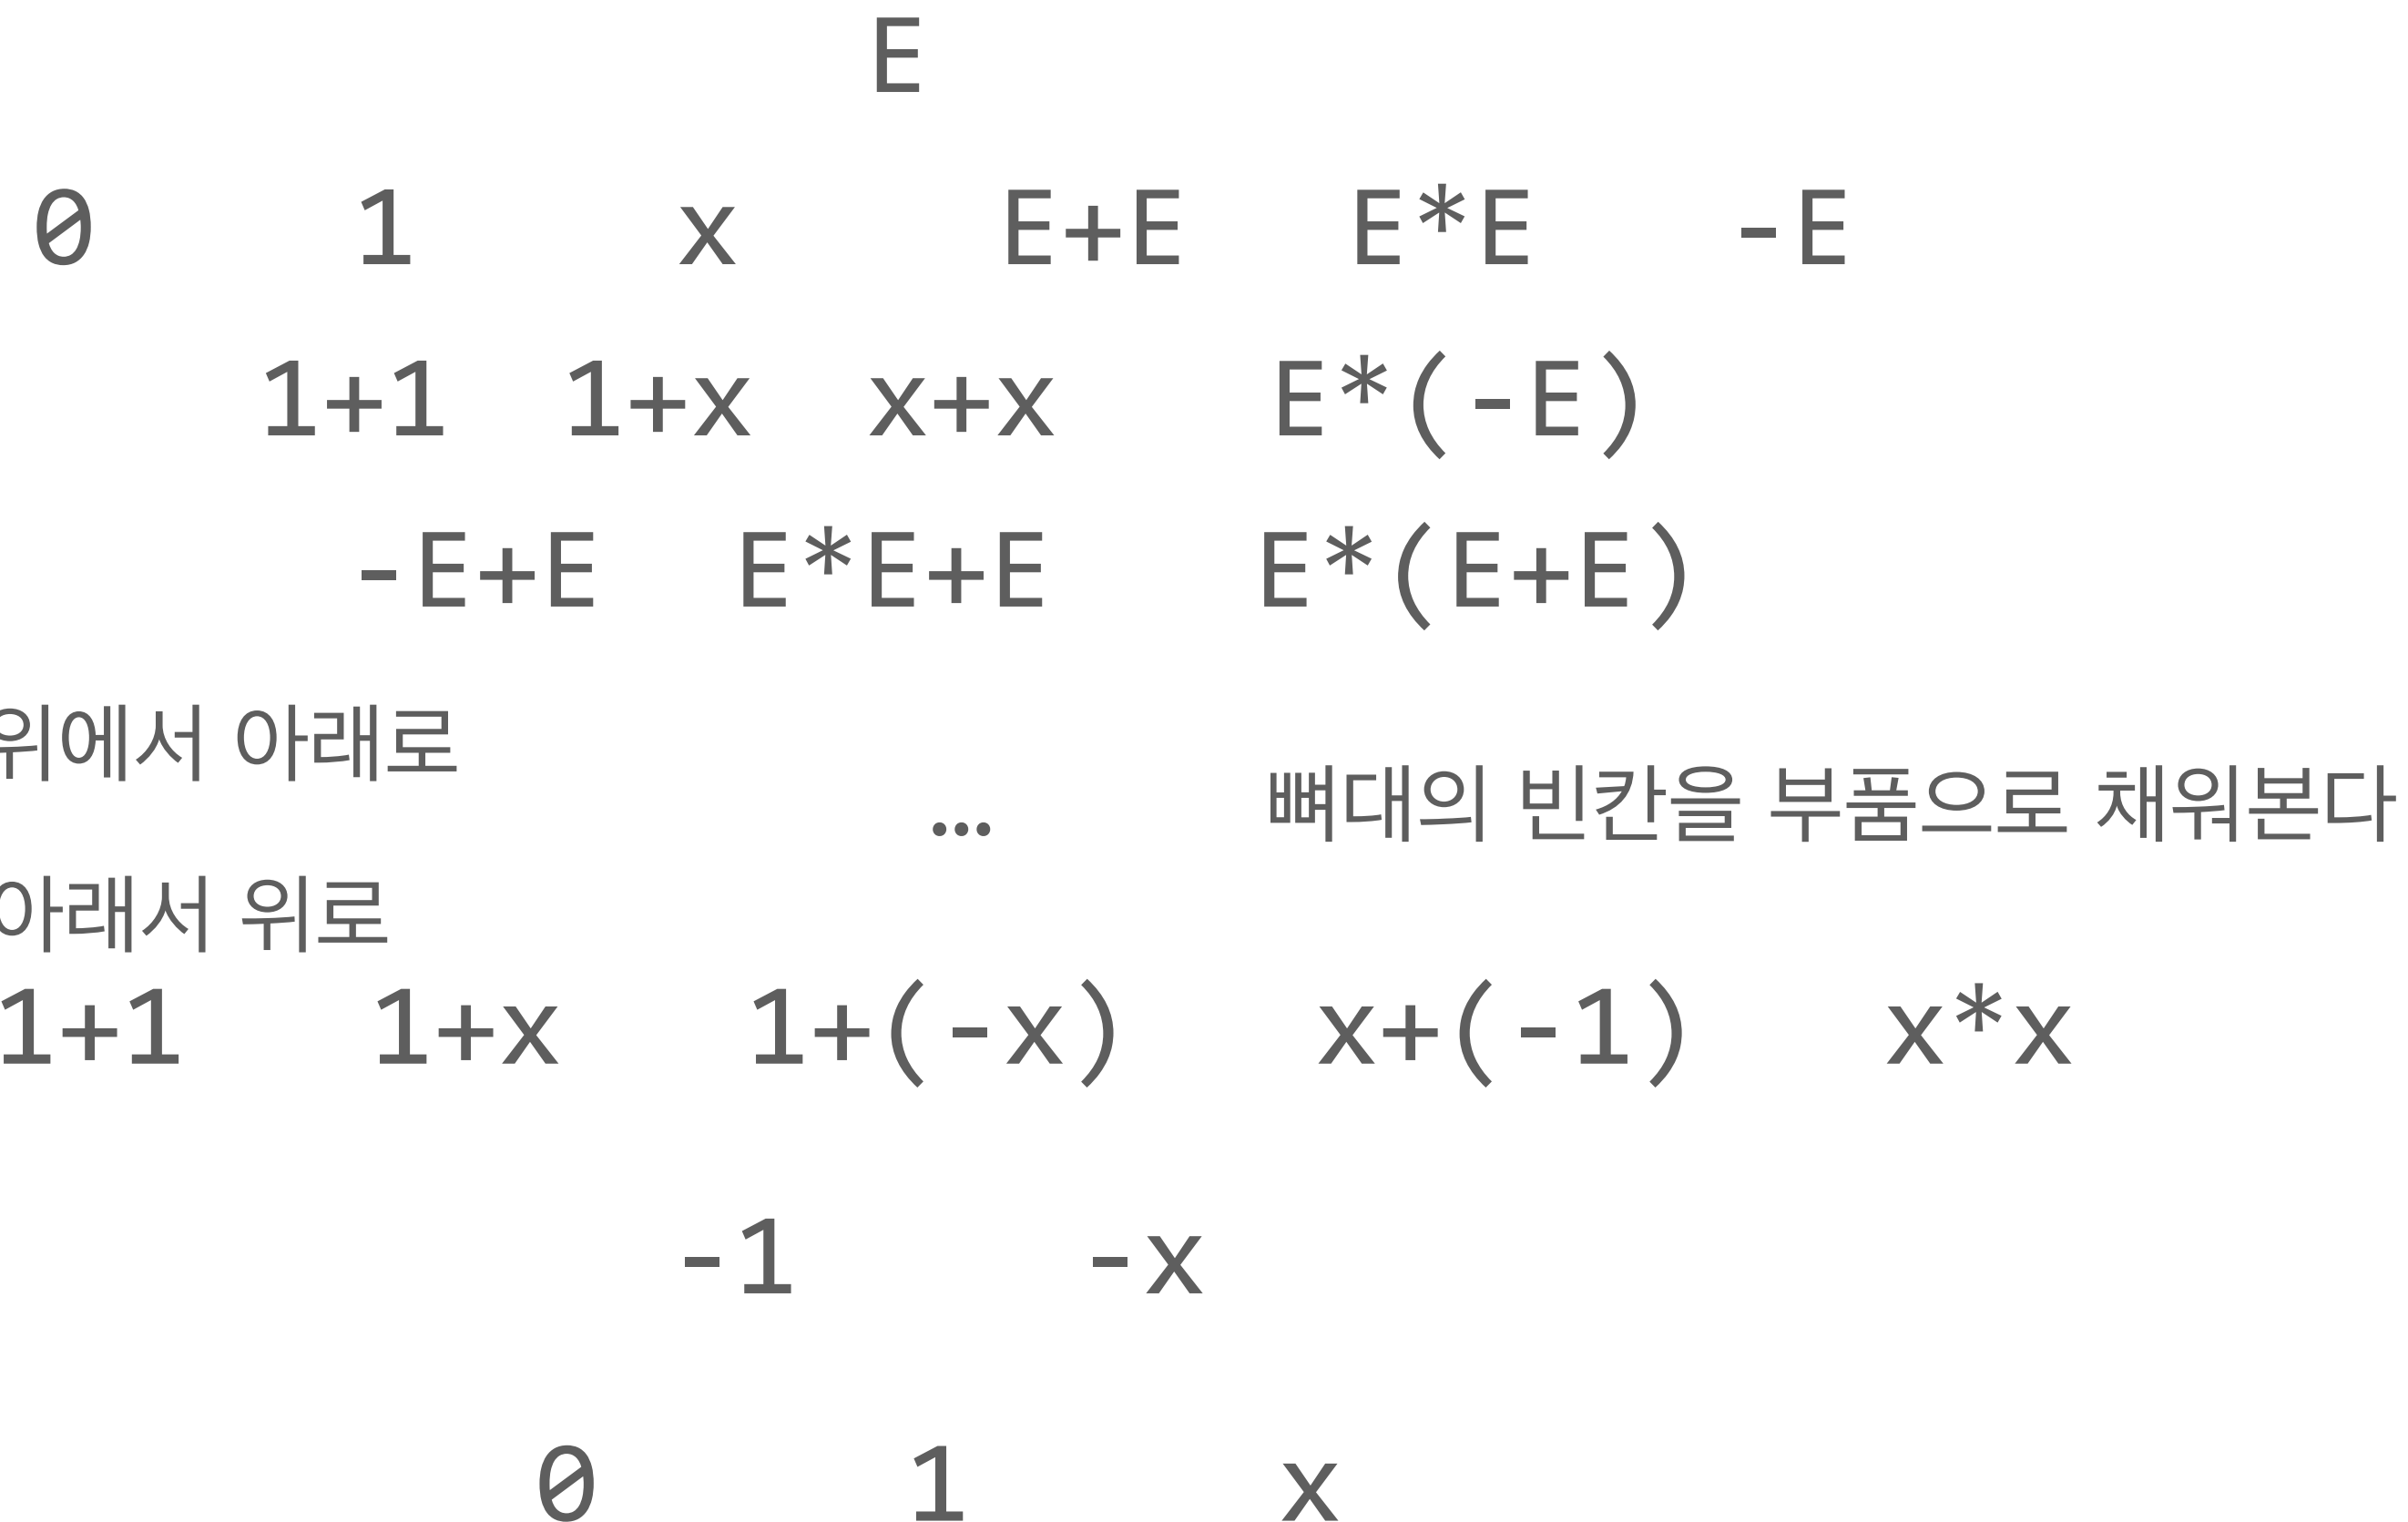 E
0 1 x E+E E*E -E
1+1 1+x x+x E*(-E)
-E+E E*E+E E*(E+E)
위에서 아래로
... 뼈대의 빈칸을 부품으로 채워본다
아래서 위로
1+1 1+x 1+(-x) x+(-1) x*x
-1 -x
0 1 x